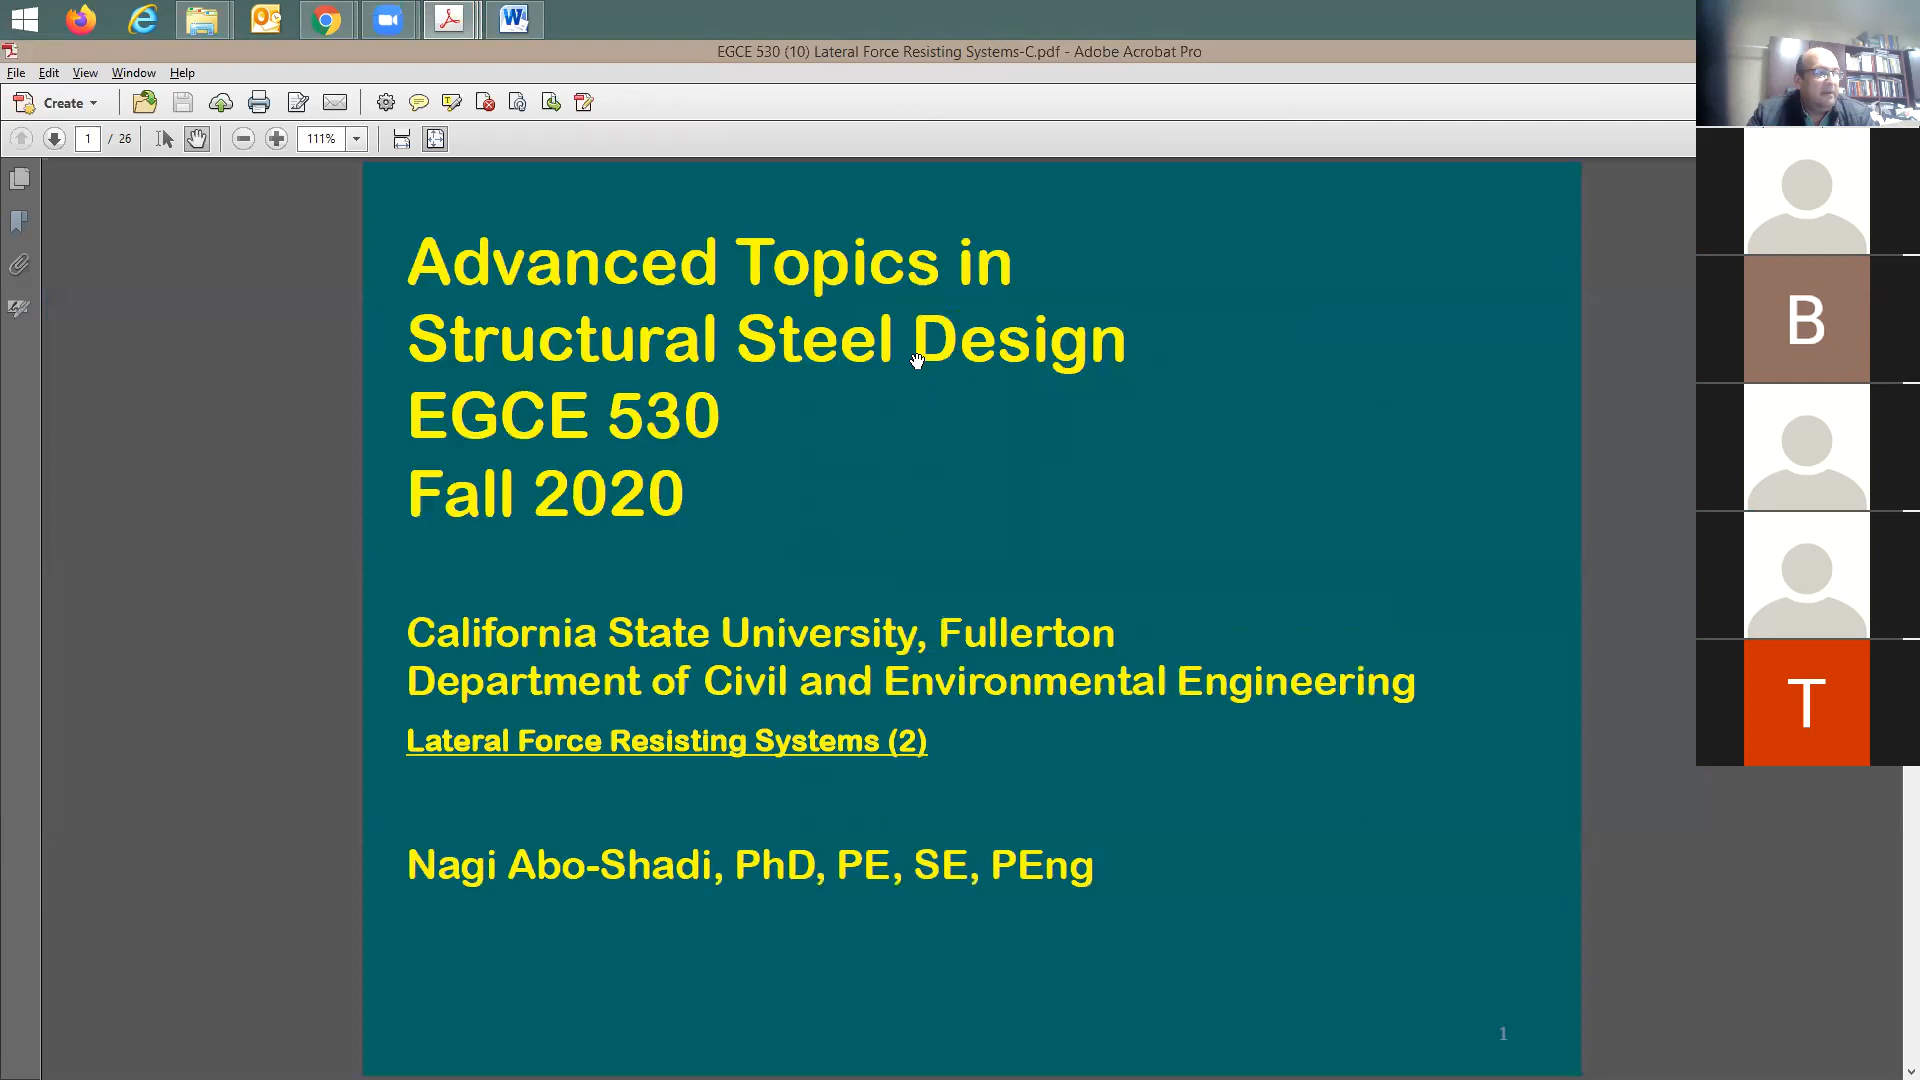 EGCE 530 (10) Lateral Force Resisting Systems-C.pdf - Adobe Acrobat Pro
File Edit View Window Help
Create
1 / 26 111%
Advanced Topics in
Structural Steel Design
EGCE 530
Fall 2020
California State University, Fullerton
Department of Civil and Environmental Engineering
Lateral Force Resisting Systems (2)
Nagi Abo-Shadi, PhD, PE, SE, PEng
1
B
T